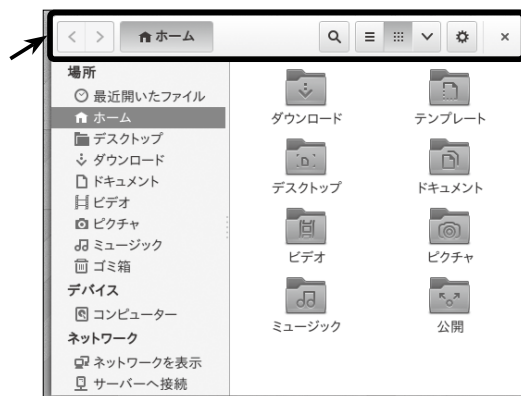 ホーム
場所
最近開いたファイル
ホーム
デスクトップ
ダウンロード
ドキュメント
ビデオ
ピクチャ
ミュージック
ゴミ箱
デバイス
コンピューター
ネットワーク
ネットワークを表示
サーバーへ接続
ダウンロード
テンプレート
デスクトップ
ドキュメント
ビデオ
ピクチャ
ミュージック
公開